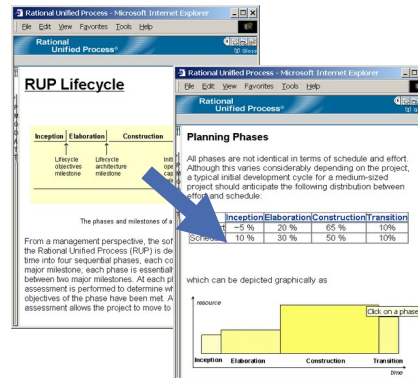 Rational Unified Process - Microsoft Internet Explorer
File Edit View Favorites Tools Help
Rational
Unified Process®
RUP Lifecycle
Inception Elaboration Construction
Lifecycle
objectives
milestone
Lifecycle
architecture
milestone
The phases and milestones of a
From a management perspective, the sof
the Rational Unified Process (RUP) is de
time into four sequential phases, each co
major milestone; each phase is essentiall
between two major milestones. At each pl
assessment is performed to determine wh
objectives of the phase have been met. A
assessment allows the project to move to
Rational Unified Process - Microsoft Internet Explorer
File Edit View Favorites Tools Help
Rational
Unified Process®
Planning Phases
All phases are not identical in terms of schedule and effort.
Although this varies considerably depending on the project,
a typical initial development cycle for a medium-sized
project should anticipate the following distribution between
effort and schedule:
Inception Elaboration Construction Transition
~5 % 20 % 65 % 10%
Schedule 10 % 30 % 50 % 10%
which can be depicted graphically as
resource
Click on a phase
Inception Elaboration Construction Transition
time